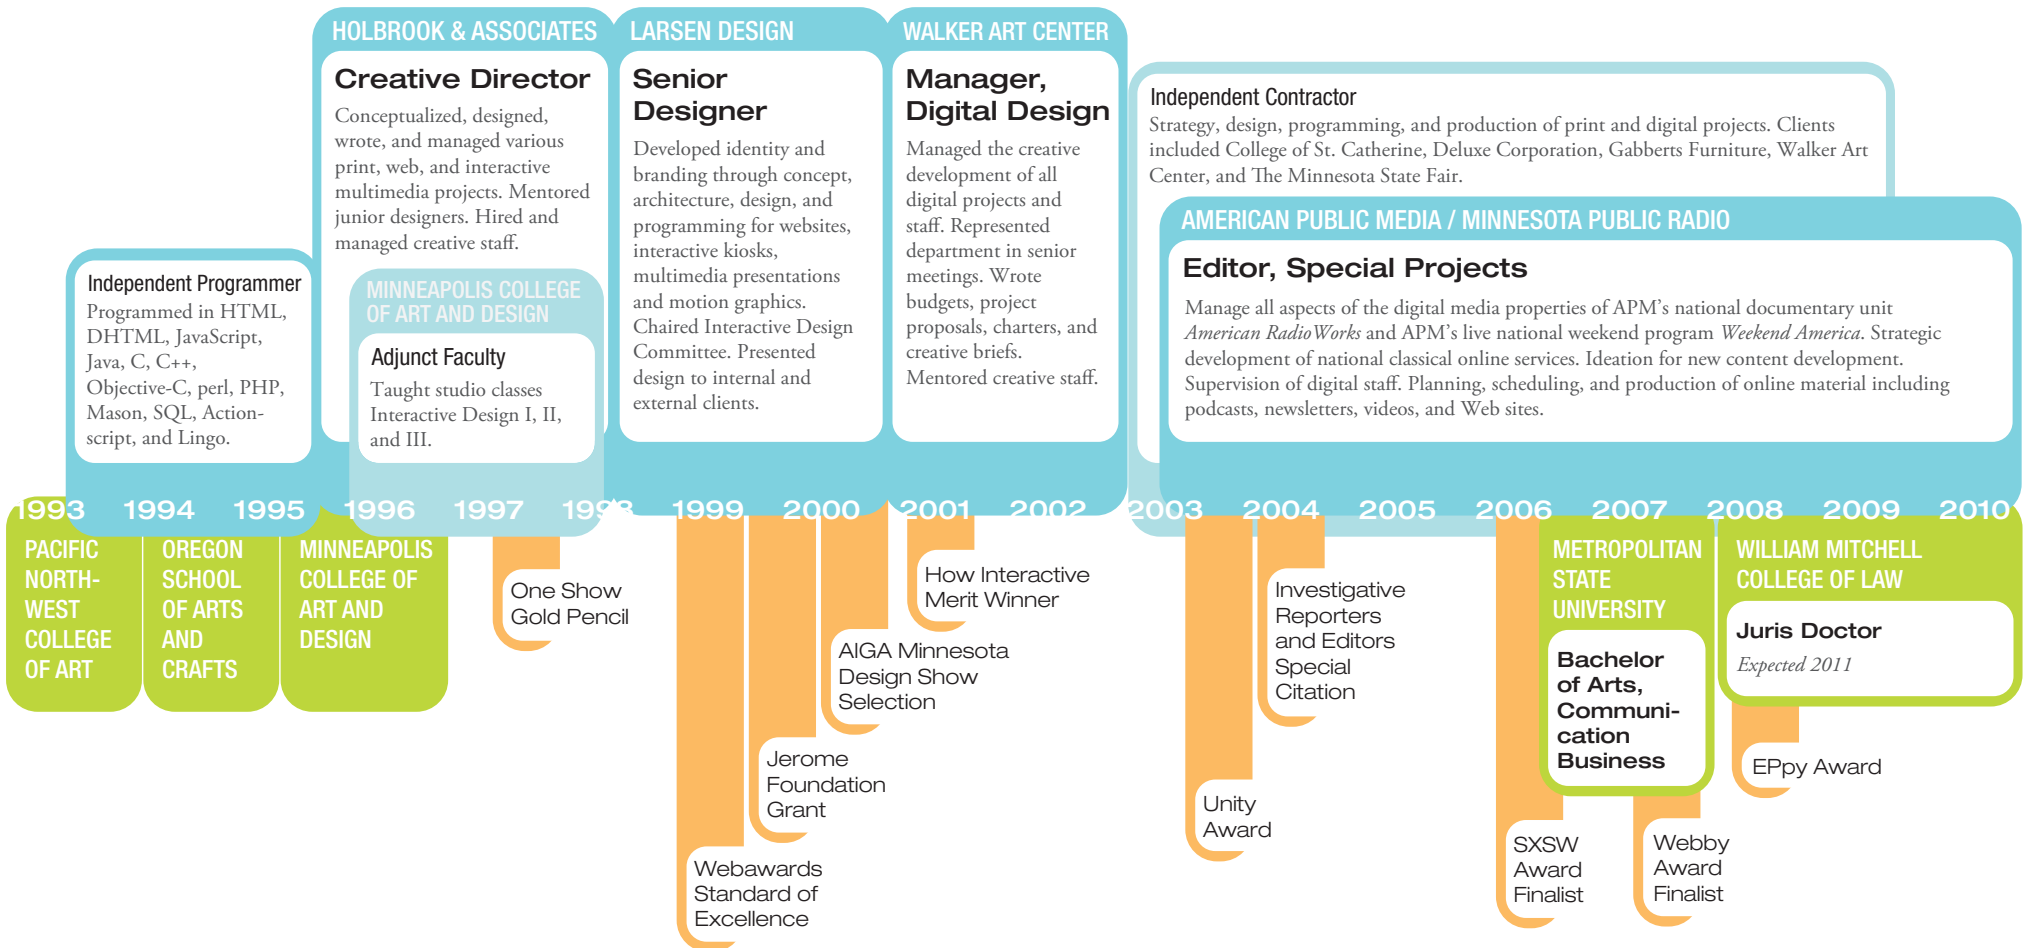 HOLBROOK & ASSOCIATES
Creative Director
Conceptualized, designed,
wrote, and managed various
print, web, and interactive
multimedia projects. Mentored
junior designers. Hired and
managed creative staff.
LARSEN DESIGN
Senior
Designer
Developed identity and
branding through concept,
architecture, design, and
programming for websites,
interactive kiosks,
multimedia presentations
and motion graphics.
Chaired Interactive Design
Committee. Presented
design to internal and
external clients.
WALKER ART CENTER
Manager,
Digital Design
Managed the creative
development of all
digital projects and
staff. Represented
department in senior
meetings. Wrote
budgets, project
proposals, charters, and
creative briefs.
Mentored creative staff.
Independent Contractor
Strategy, design, programming, and production of print and digital projects. Clients
included College of St. Catherine, Deluxe Corporation, Gabberts Furniture, Walker Art
Center, and The Minnesota State Fair.
AMERICAN PUBLIC MEDIA / MINNESOTA PUBLIC RADIO
Editor, Special Projects
Manage all aspects of the digital media properties of APM's national documentary unit
American RadioWorks and APM's live national weekend program Weekend America. Strategic
development of national classical online services. Ideation for new content development.
Supervision of digital staff. Planning, scheduling, and production of online material including
podcasts, newsletters, videos, and Web sites.
Independent Programmer
Programmed in HTML,
DHTML, JavaScript,
Java, C, C++,
Objective-C, perl, PHP,
Mason, SQL, Action-
script, and Lingo.
MINNEAPOLIS COLLEGE
OF ART AND DESIGN
Adjunct Faculty
Taught studio classes
Interactive Design I, II,
and III.
1993 1994 1995 1996 1997 1998 1999 2000 2001 2002 2003 2004 2005 2006 2007 2008 2009 2010
PACIFIC
NORTH-
WEST
COLLEGE
OF ART
OREGON
SCHOOL
OF ARTS
AND
CRAFTS
MINNEAPOLIS
COLLEGE OF
ART AND
DESIGN
One Show
Gold Pencil
Webawards
Standard of
Excellence
Jerome
Foundation
Grant
AIGA Minnesota
Design Show
Selection
How Interactive
Merit Winner
Unity
Award
Investigative
Reporters
and Editors
Special
Citation
SXSW
Award
Finalist
METROPOLITAN
STATE
UNIVERSITY
Bachelor
of Arts,
Communi-
cation
Business
Webby
Award
Finalist
WILLIAM MITCHELL
COLLEGE OF LAW
Juris Doctor
Expected 2011
EPpy Award